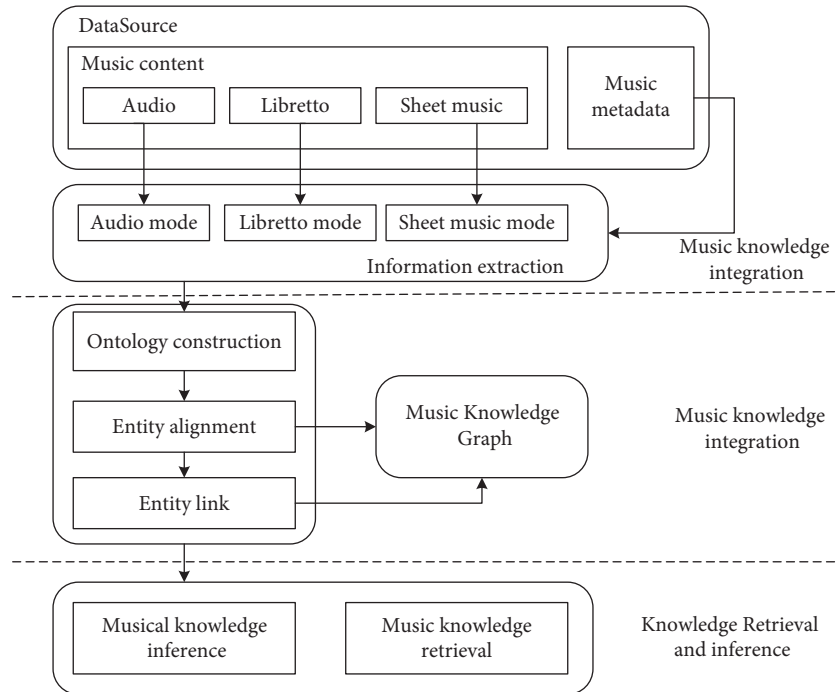 DataSource
Music content
Audio
Libretto
Sheet music
Music
metadata
Audio mode
Libretto mode
Sheet music mode
Information extraction
Music knowledge
integration
Ontology construction
Entity alignment
Entity link
Music Knowledge
Graph
Music knowledge
integration
Musical knowledge
inference
Music knowledge
retrieval
Knowledge Retrieval
and inference